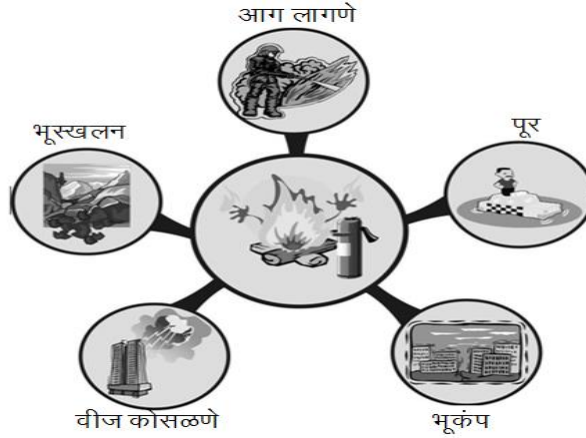 आग लागणे
भूस्खलन
पूर
वीज कोसळणे
भूकंप